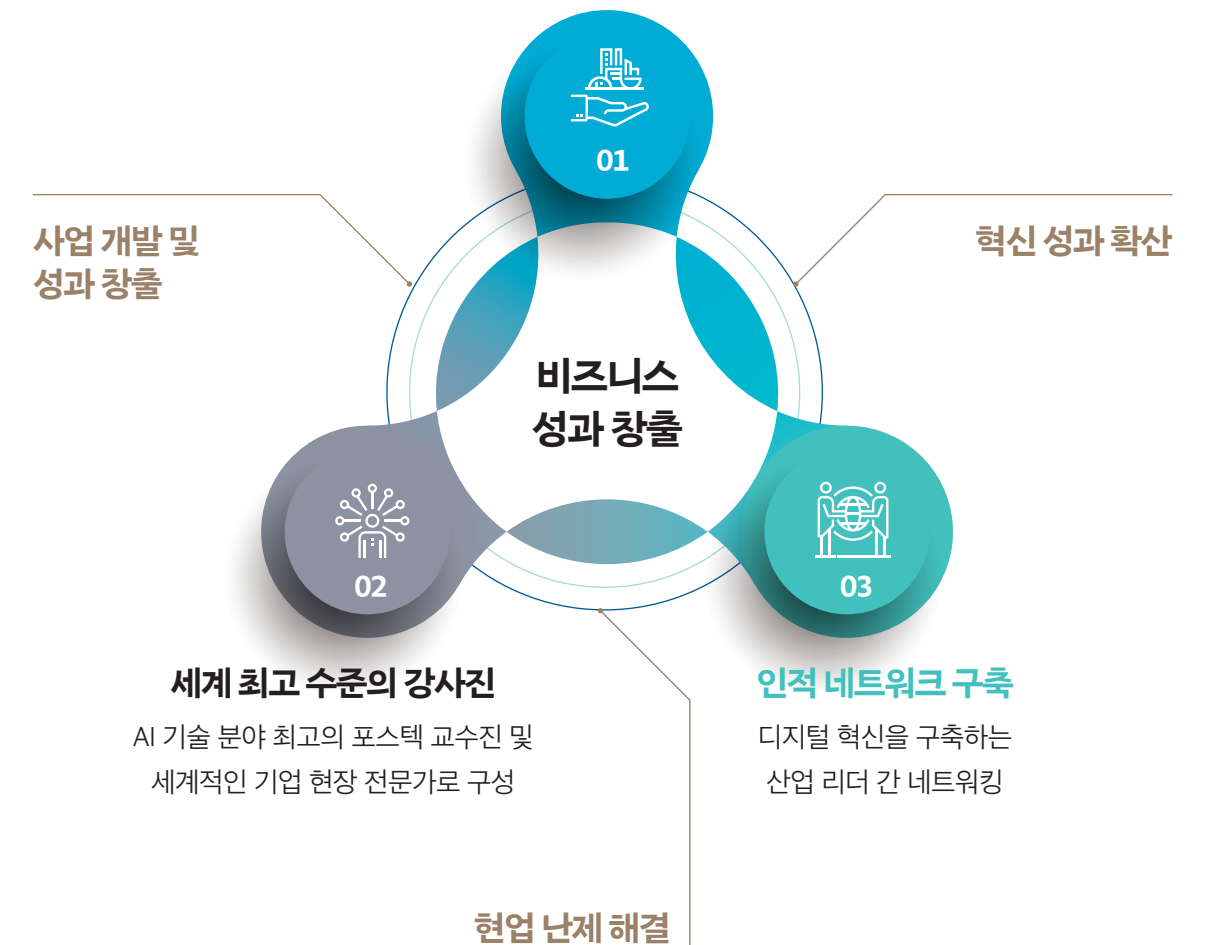 01
사업 개발 및
성과 창출
혁신 성과 확산
비즈니스
성과 창출
02
03
세계 최고 수준의 강사진
AI 기술 분야 최고의 포스텍 교수진 및
세계적인 기업 현장 전문가로 구성
인적 네트워크 구축
디지털 혁신을 구축하는
산업 리더 간 네트워킹
현업 난제 해결